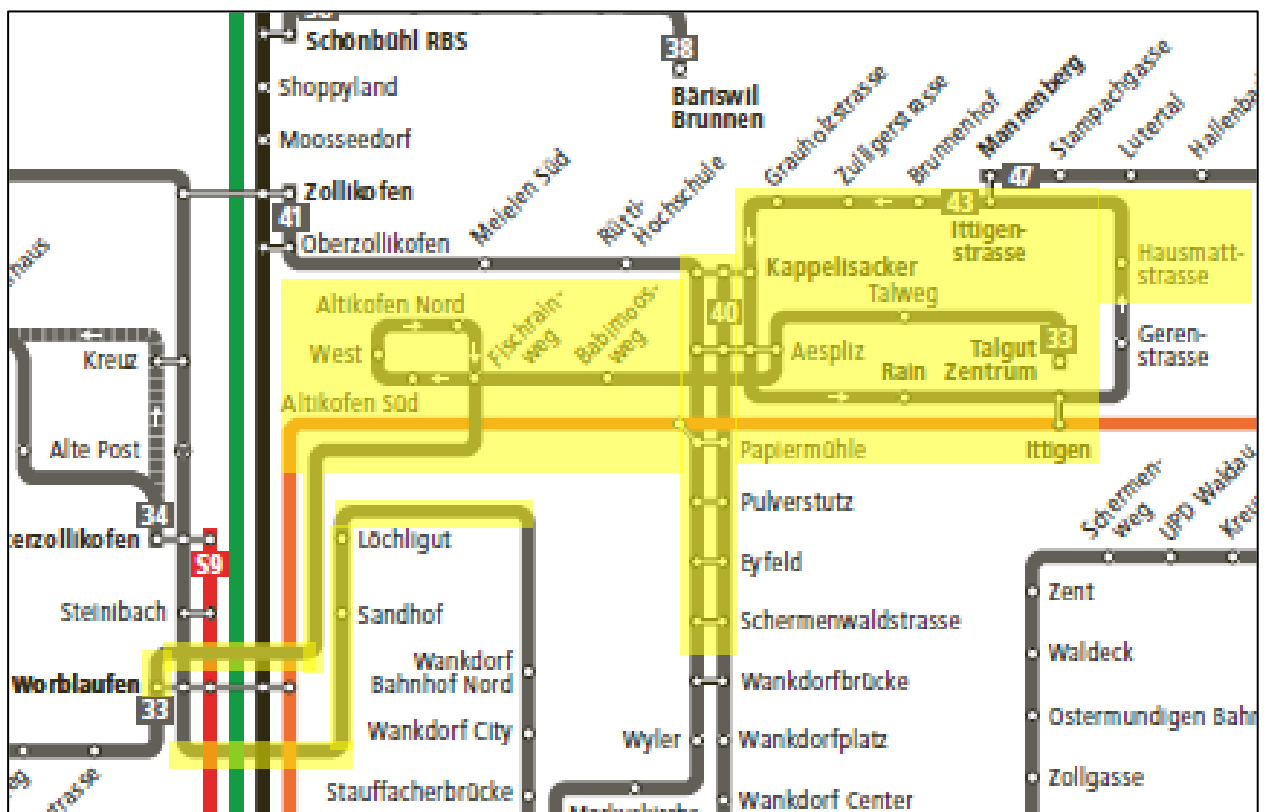 Schönbühl RBS
38
Shoppyland
Bäriswil
Brunnen
Moosseedorf
Zollikofen
41
Oberzollikofen
Meielen Süd
Rütti-
Hochschule
Grauholzstrasse
Zulligerstrasse
Brunnenhof
Mannenberg
47
Stampachgasse
Lutertal
43
Ittigen-
strasse
Hausmatt-
strasse
Kappelisacker
Talweg
40
Altikofen Nord
West
Fischrain-
weg
Babimoos-
weg
Altikofen Süd
Aespliz
Talgut
Zentrum
33
Rain
Geren-
strasse
Kreuz
Alte Post
34
Papiermühle
Ittigen
Pulverstutz
Schermen-
weg
UPD Waldau
erzollikofen
S9
Löchligut
Eyfeld
Zent
Steinibach
Sandhof
Schermenwaldstrasse
Waldeck
Worblaufen
33
Wankdorf
Bahnhof Nord
Wankdorfbrücke
Ostermundigen Bahn
Wankdorf City
Wyler
Wankdorfplatz
Zollgasse
Stauffacherbrücke
Wankdorf Center